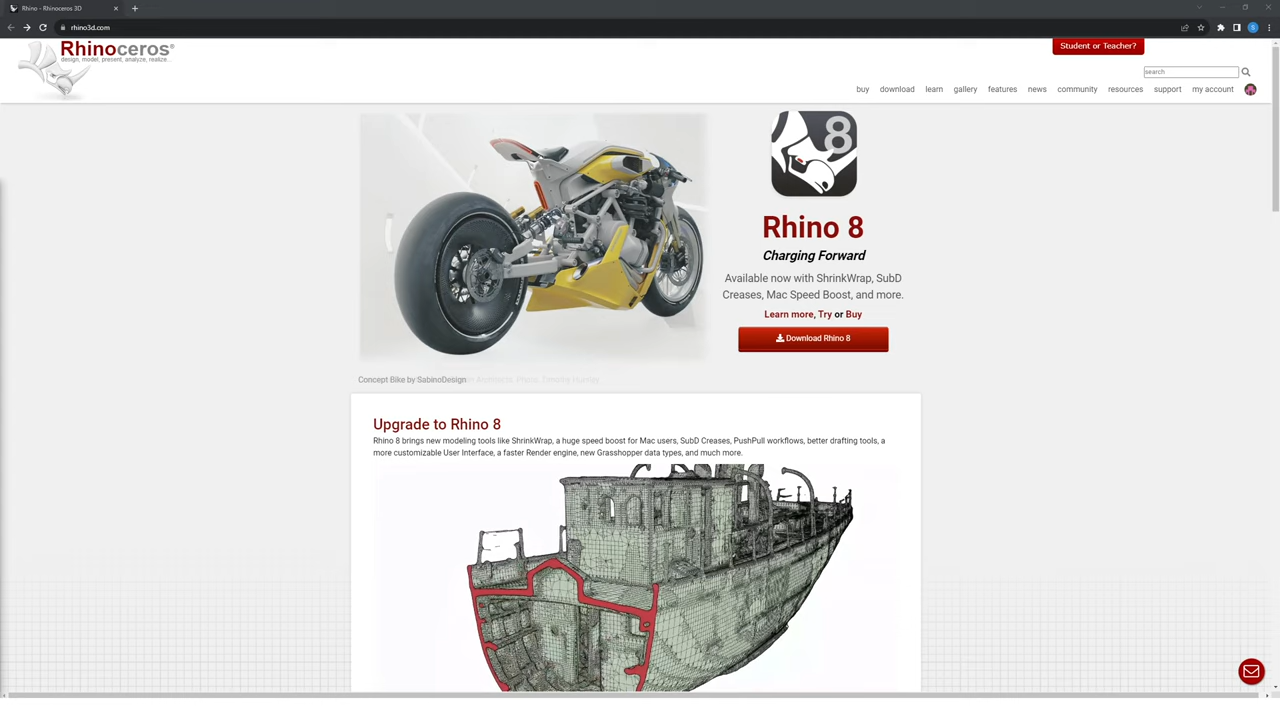 Rhino - Rhinoceros 3D
rhino3d.com
S
Rhinoceros®
design, model, present, analyze, realize...
Student or Teacher?
search
buy download learn gallery features news community resources support my account
8
Rhino 8
Charging Forward
Available now with ShrinkWrap, SubD
Creases, Mac Speed Boost, and more.
Learn more, Try or Buy
Download Rhino 8
Concept Bike by SabinoDesign
Upgrade to Rhino 8
Rhino 8 brings new modeling tools like ShrinkWrap, a huge speed boost for Mac users, SubD Creases, PushPull workflows, better drafting tools, a
more customizable User Interface, a faster Render engine, new Grasshopper data types, and much more.